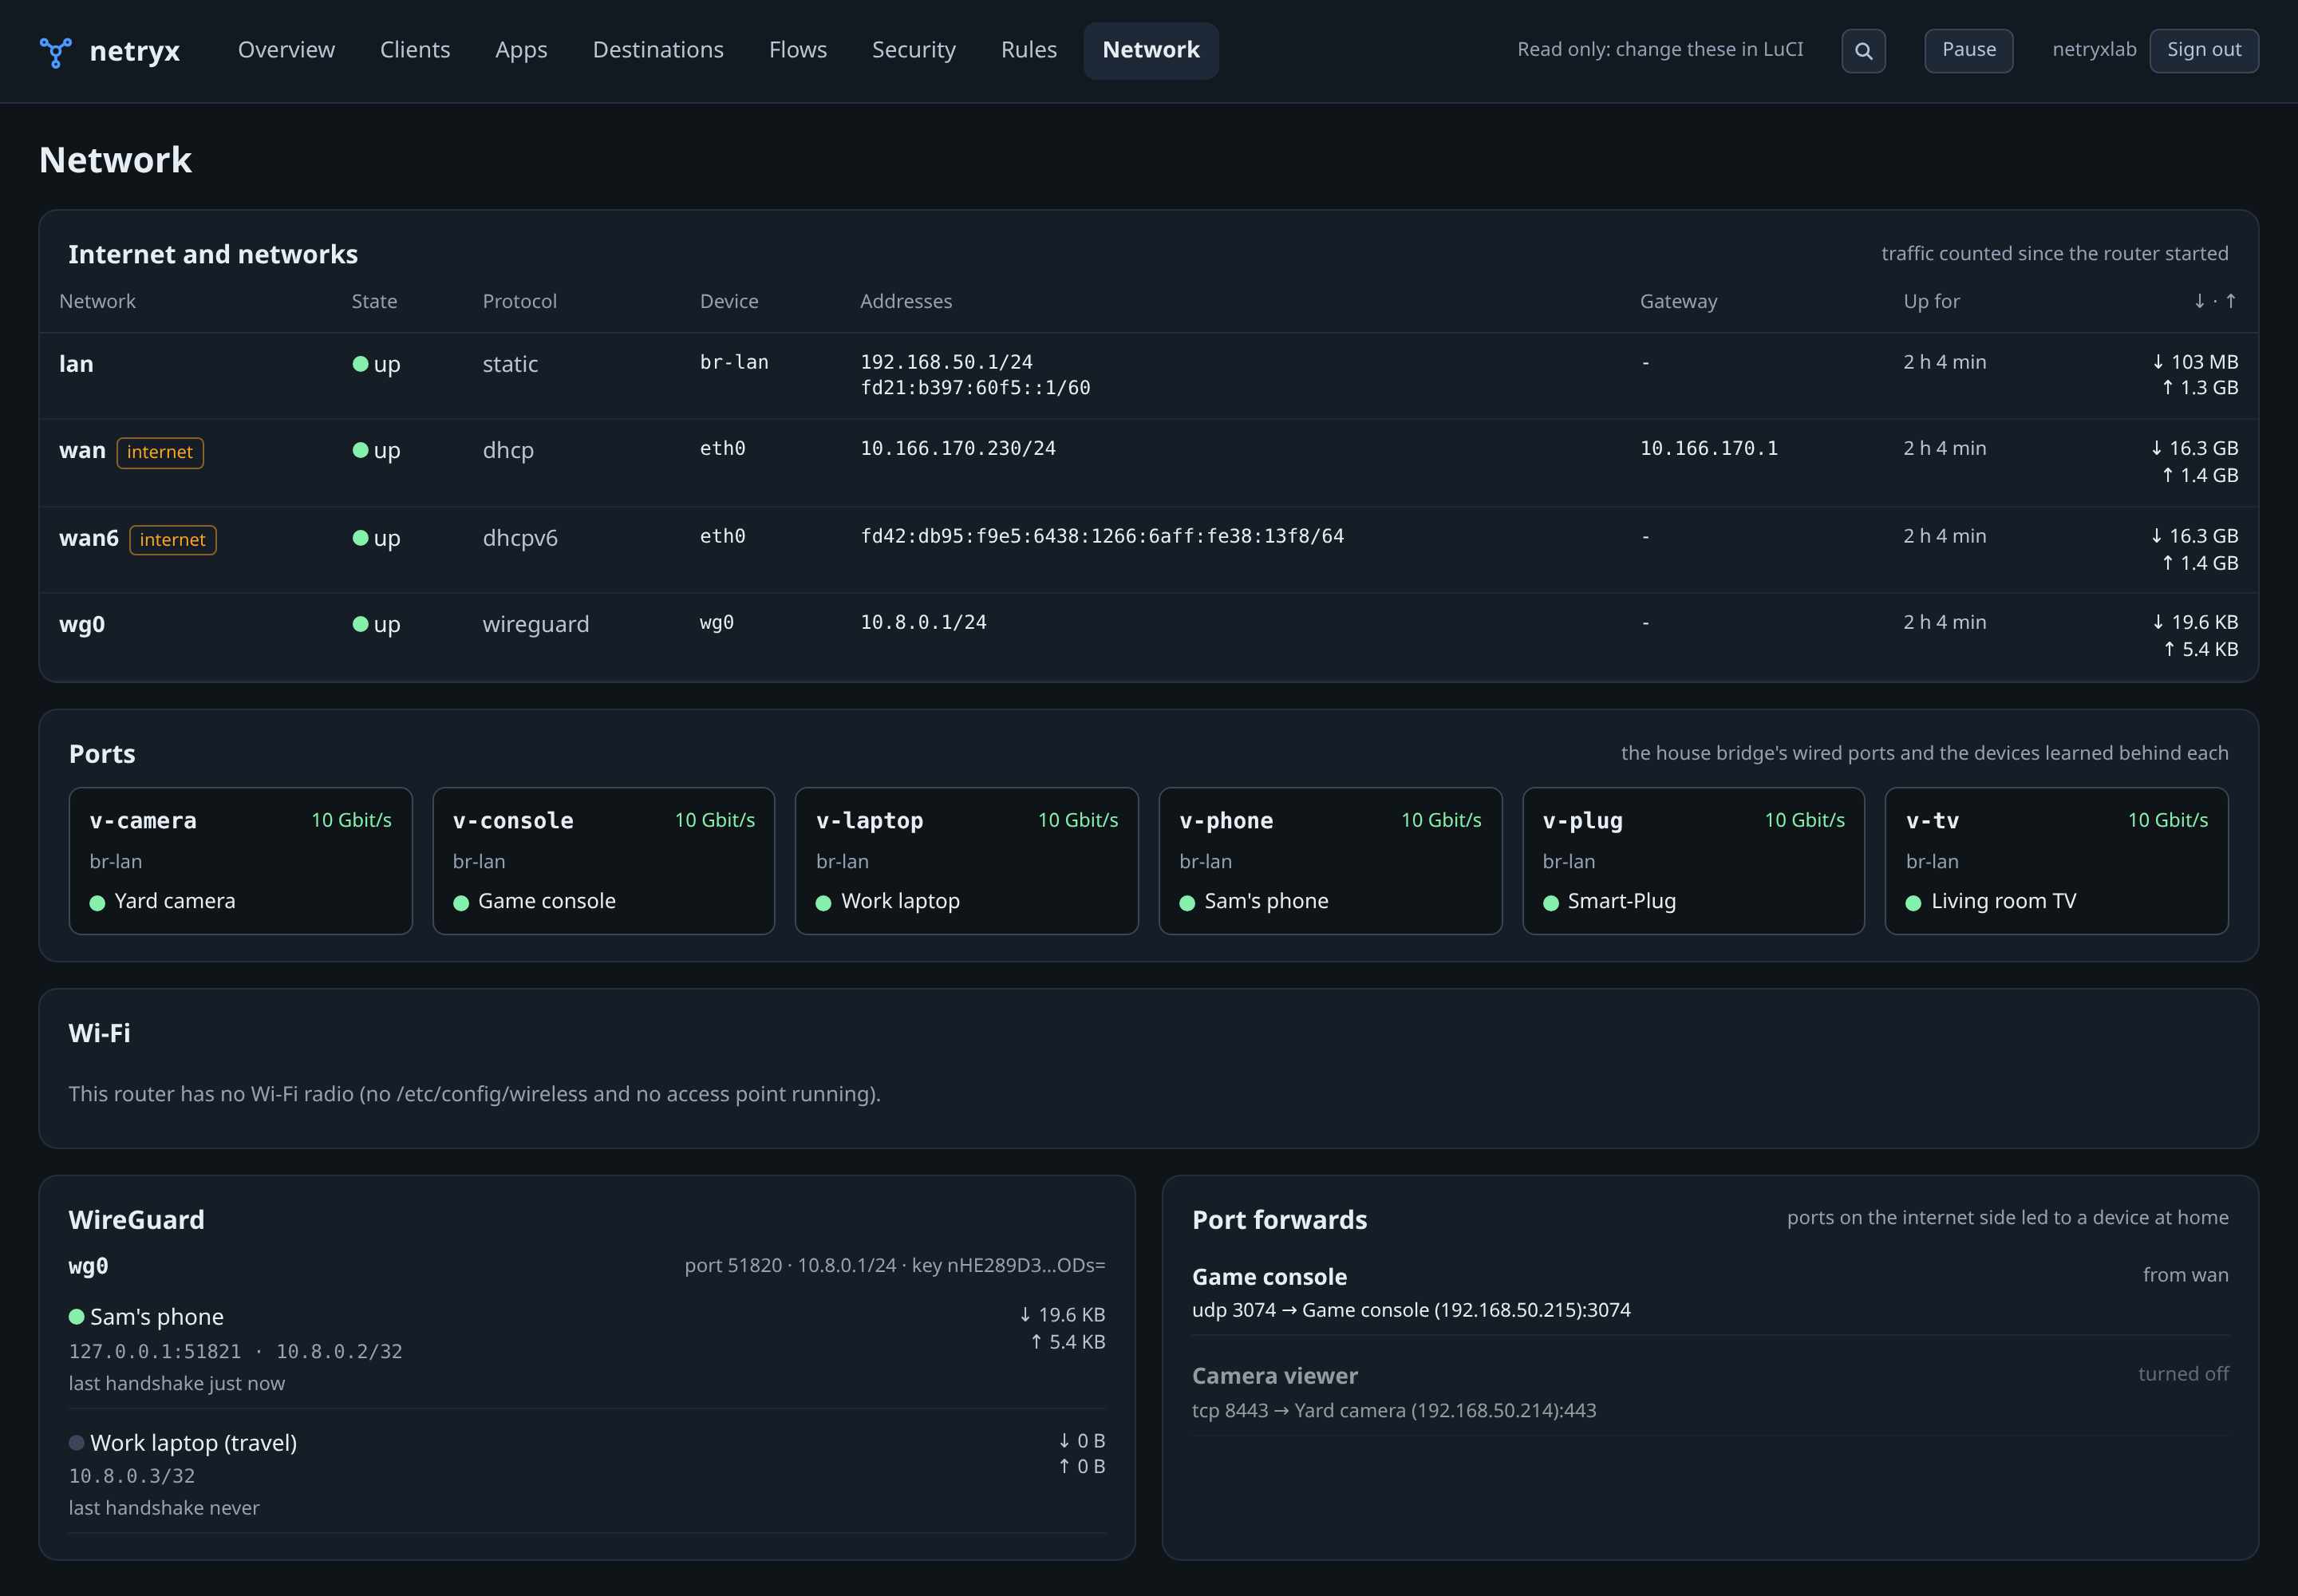 netryx Overview Clients Apps Destinations Flows Security Rules Network Read only: change these in LuCI Pause netryxlab Sign out
Network
Internet and networks traffic counted since the router started
Network State Protocol Device Addresses Gateway Up for ↓ · ↑
lan up static br-lan 192.168.50.1/24 - 2 h 4 min ↓ 103 MB
fd21:b397:60f5::1/60 ↑ 1.3 GB
wan internet up dhcp eth0 10.166.170.230/24 10.166.170.1 2 h 4 min ↓ 16.3 GB
↑ 1.4 GB
wan6 internet up dhcpv6 eth0 fd42:db95:f9e5:6438:1266:6aff:fe38:13f8/64 - 2 h 4 min ↓ 16.3 GB
↑ 1.4 GB
wg0 up wireguard wg0 10.8.0.1/24 - 2 h 4 min ↓ 19.6 KB
↑ 5.4 KB
Ports the house bridge's wired ports and the devices learned behind each
v-camera 10 Gbit/s v-console 10 Gbit/s v-laptop 10 Gbit/s v-phone 10 Gbit/s v-plug 10 Gbit/s v-tv 10 Gbit/s
br-lan br-lan br-lan br-lan br-lan br-lan
Yard camera Game console Work laptop Sam's phone Smart-Plug Living room TV
Wi-Fi
This router has no Wi-Fi radio (no /etc/config/wireless and no access point running).
WireGuard
wg0 port 51820 · 10.8.0.1/24 · key nHE289D3...ODs=
Sam's phone ↓ 19.6 KB
↑ 5.4 KB
127.0.0.1:51821 · 10.8.0.2/32
last handshake just now
Work laptop (travel) ↓ 0 B
10.8.0.3/32 ↑ 0 B
last handshake never
Port forwards ports on the internet side led to a device at home
Game console from wan
udp 3074 → Game console (192.168.50.215):3074
Camera viewer turned off
tcp 8443 → Yard camera (192.168.50.214):443